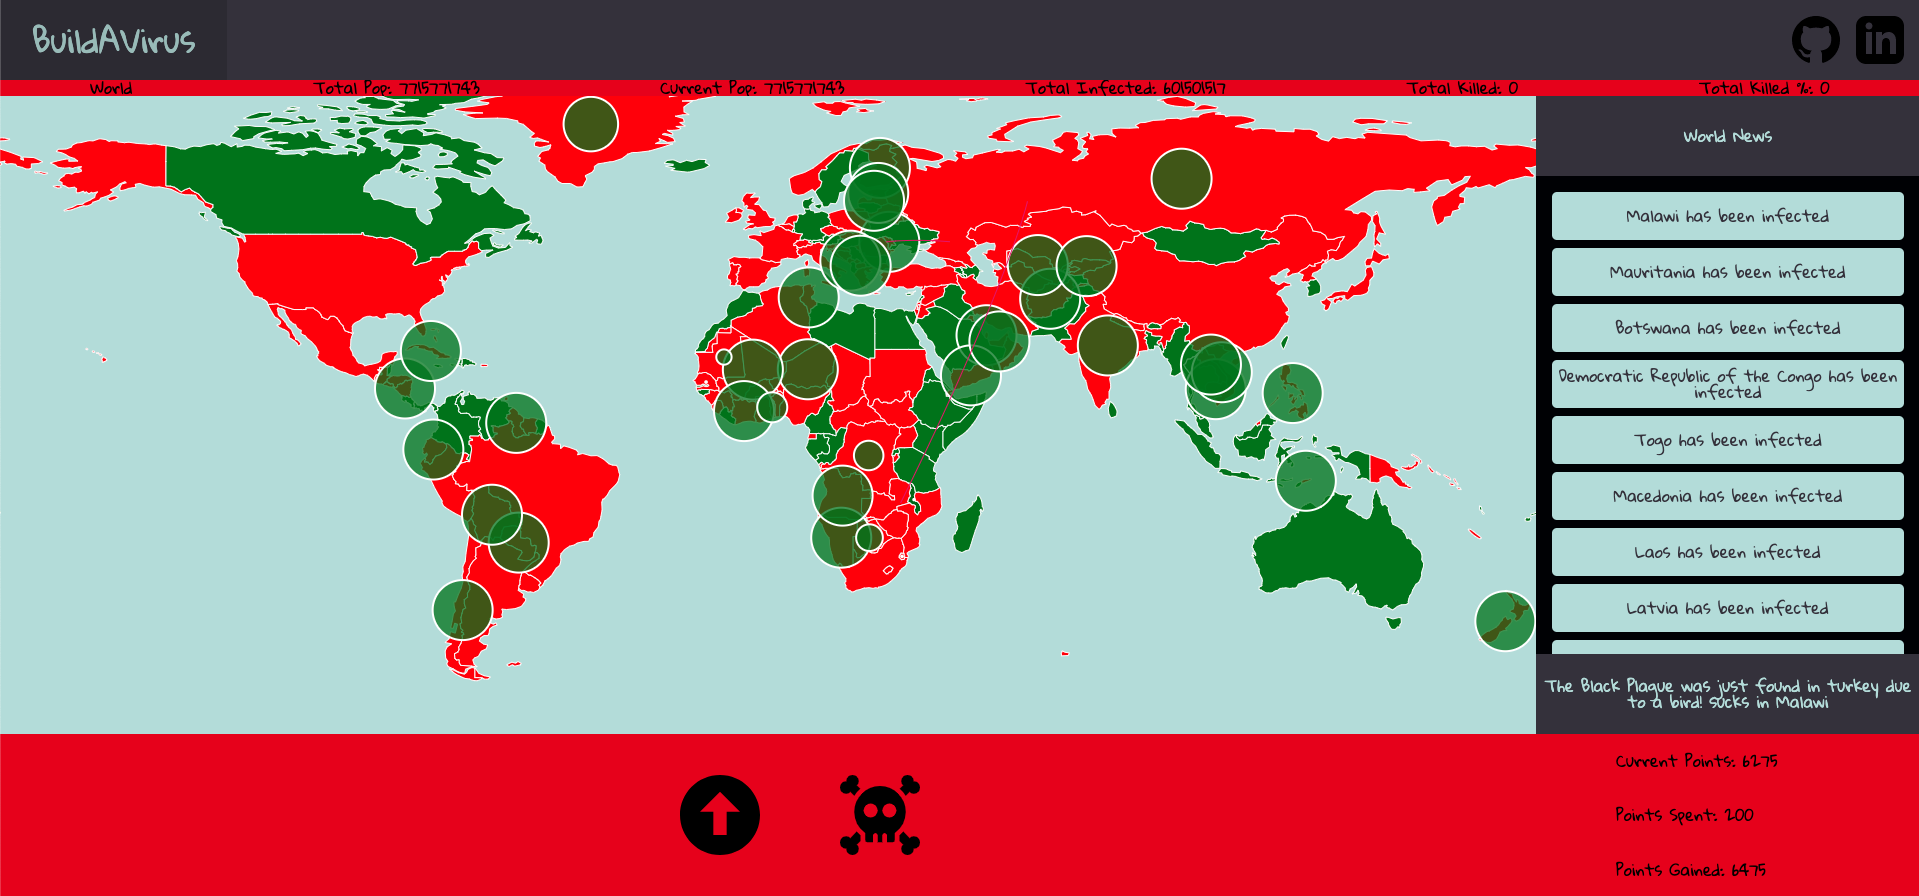 BuildAVirus
in
World
Total Pop: 7715771743
Current Pop: 7715771743
Total Infected: 601501517
Total Killed: 0
Total Killed %: 0
World News
Malawi has been infected
Mauritania has been infected
Botswana has been infected
Democratic Republic of the Congo has been
infected
Togo has been infected
Macedonia has been infected
Laos has been infected
Latvia has been infected
The Black Plague was just found in turkey due
to a bird! sucks in Malawi
Current Points: 6275
Points Spent: 200
Points Gained: 6475